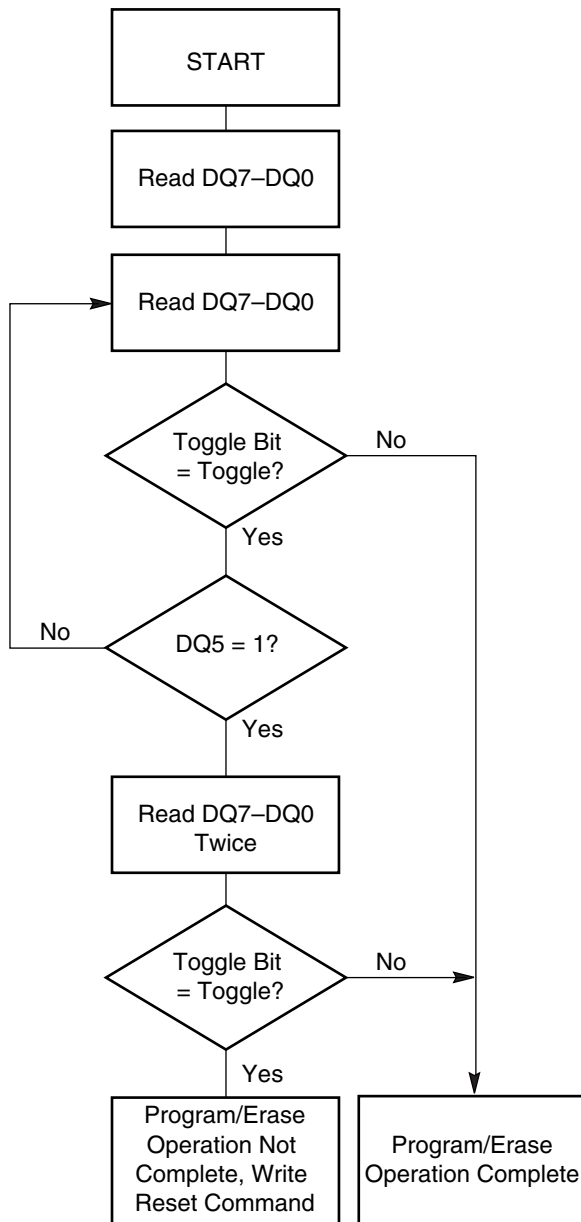 START
Read DQ7–DQ0
Read DQ7–DQ0
Toggle Bit
= Toggle?
No
Yes
No
DQ5 = 1?
Yes
Read DQ7–DQ0
Twice
Toggle Bit
= Toggle?
No
Yes
Program/Erase
Operation Not
Complete, Write
Reset Command
Program/Erase
Operation Complete